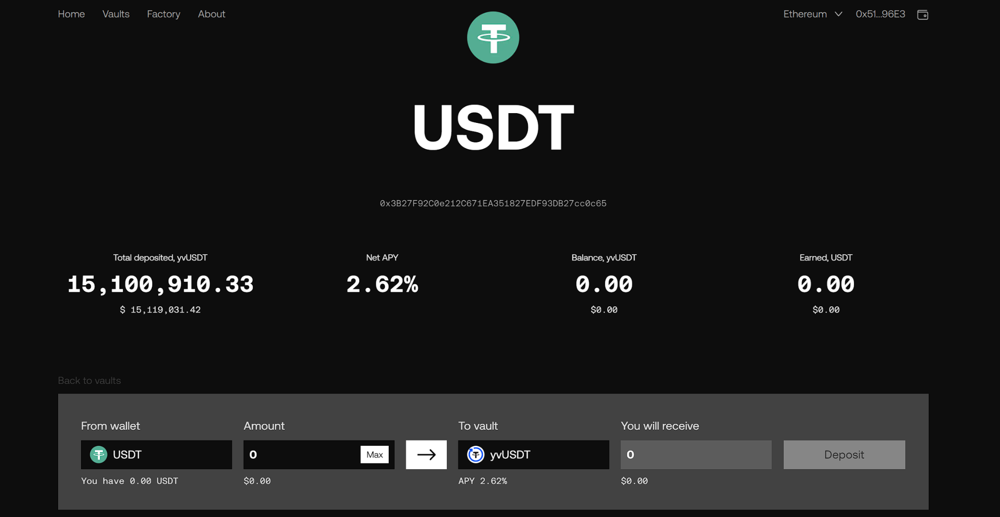 Home Vaults Factory About Ethereum 0x51...96E3
USDT
0x3B27F92C0e212C671EA351827EDF93DB27cc0c65
Total deposited, yvUSDT Net APY Balance, yvUSDT Earned, USDT
15,100,910.33 2.62% 0.00 0.00
$ 15,119,031.42 $0.00 $0.00
Back to vaults
From wallet Amount To vault You will receive
USDT 0 Max yvUSDT 0 Deposit
You have 0.00 USDT $0.00 APY 2.62% $0.00